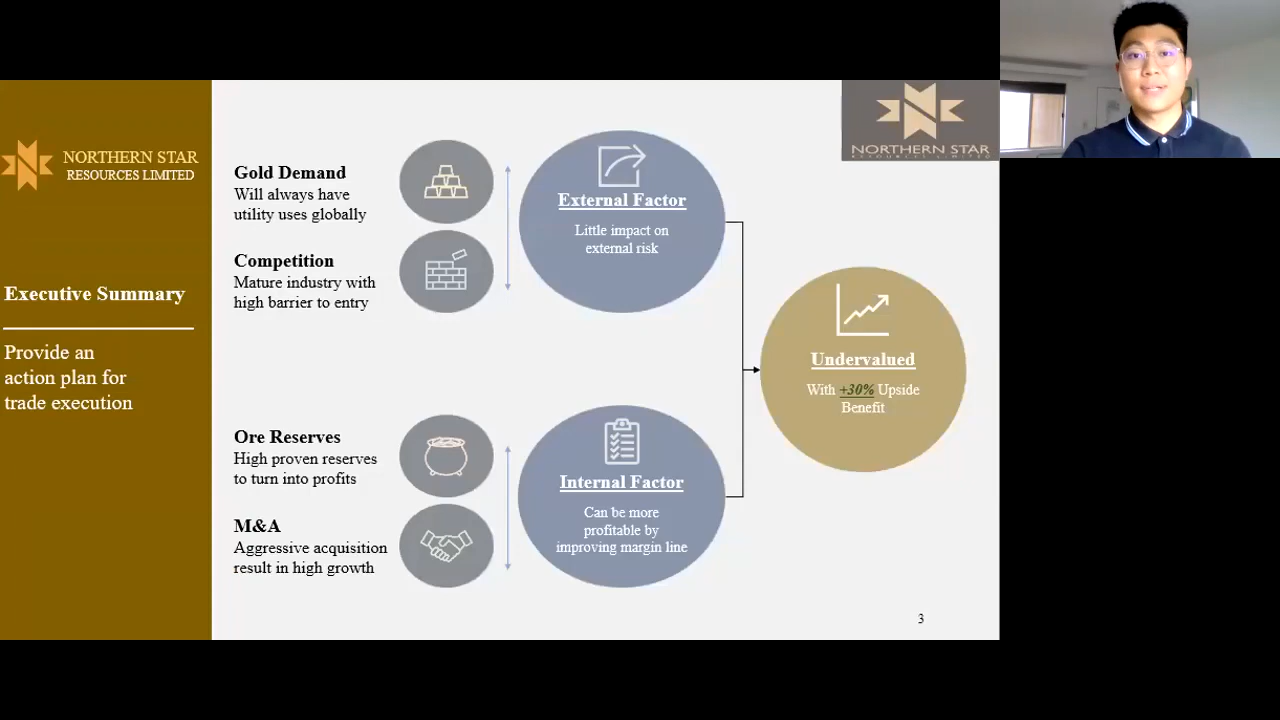 NORTHERN STAR
RESOURCES LIMITED
Executive Summary
Provide an
action plan for
trade execution
Gold Demand
Will always have
utility uses globally
Competition
Mature industry with
high barrier to entry
Ore Reserves
High proven reserves
to turn into profits
M&A
Aggressive acquisition
result in high growth
External Factor
Little impact on
external risk
Internal Factor
Can be more
profitable by
improving margin line
Undervalued
With +30% Upside
Benefit
NORTHERN STAR
RESOURCES LIMITED
3